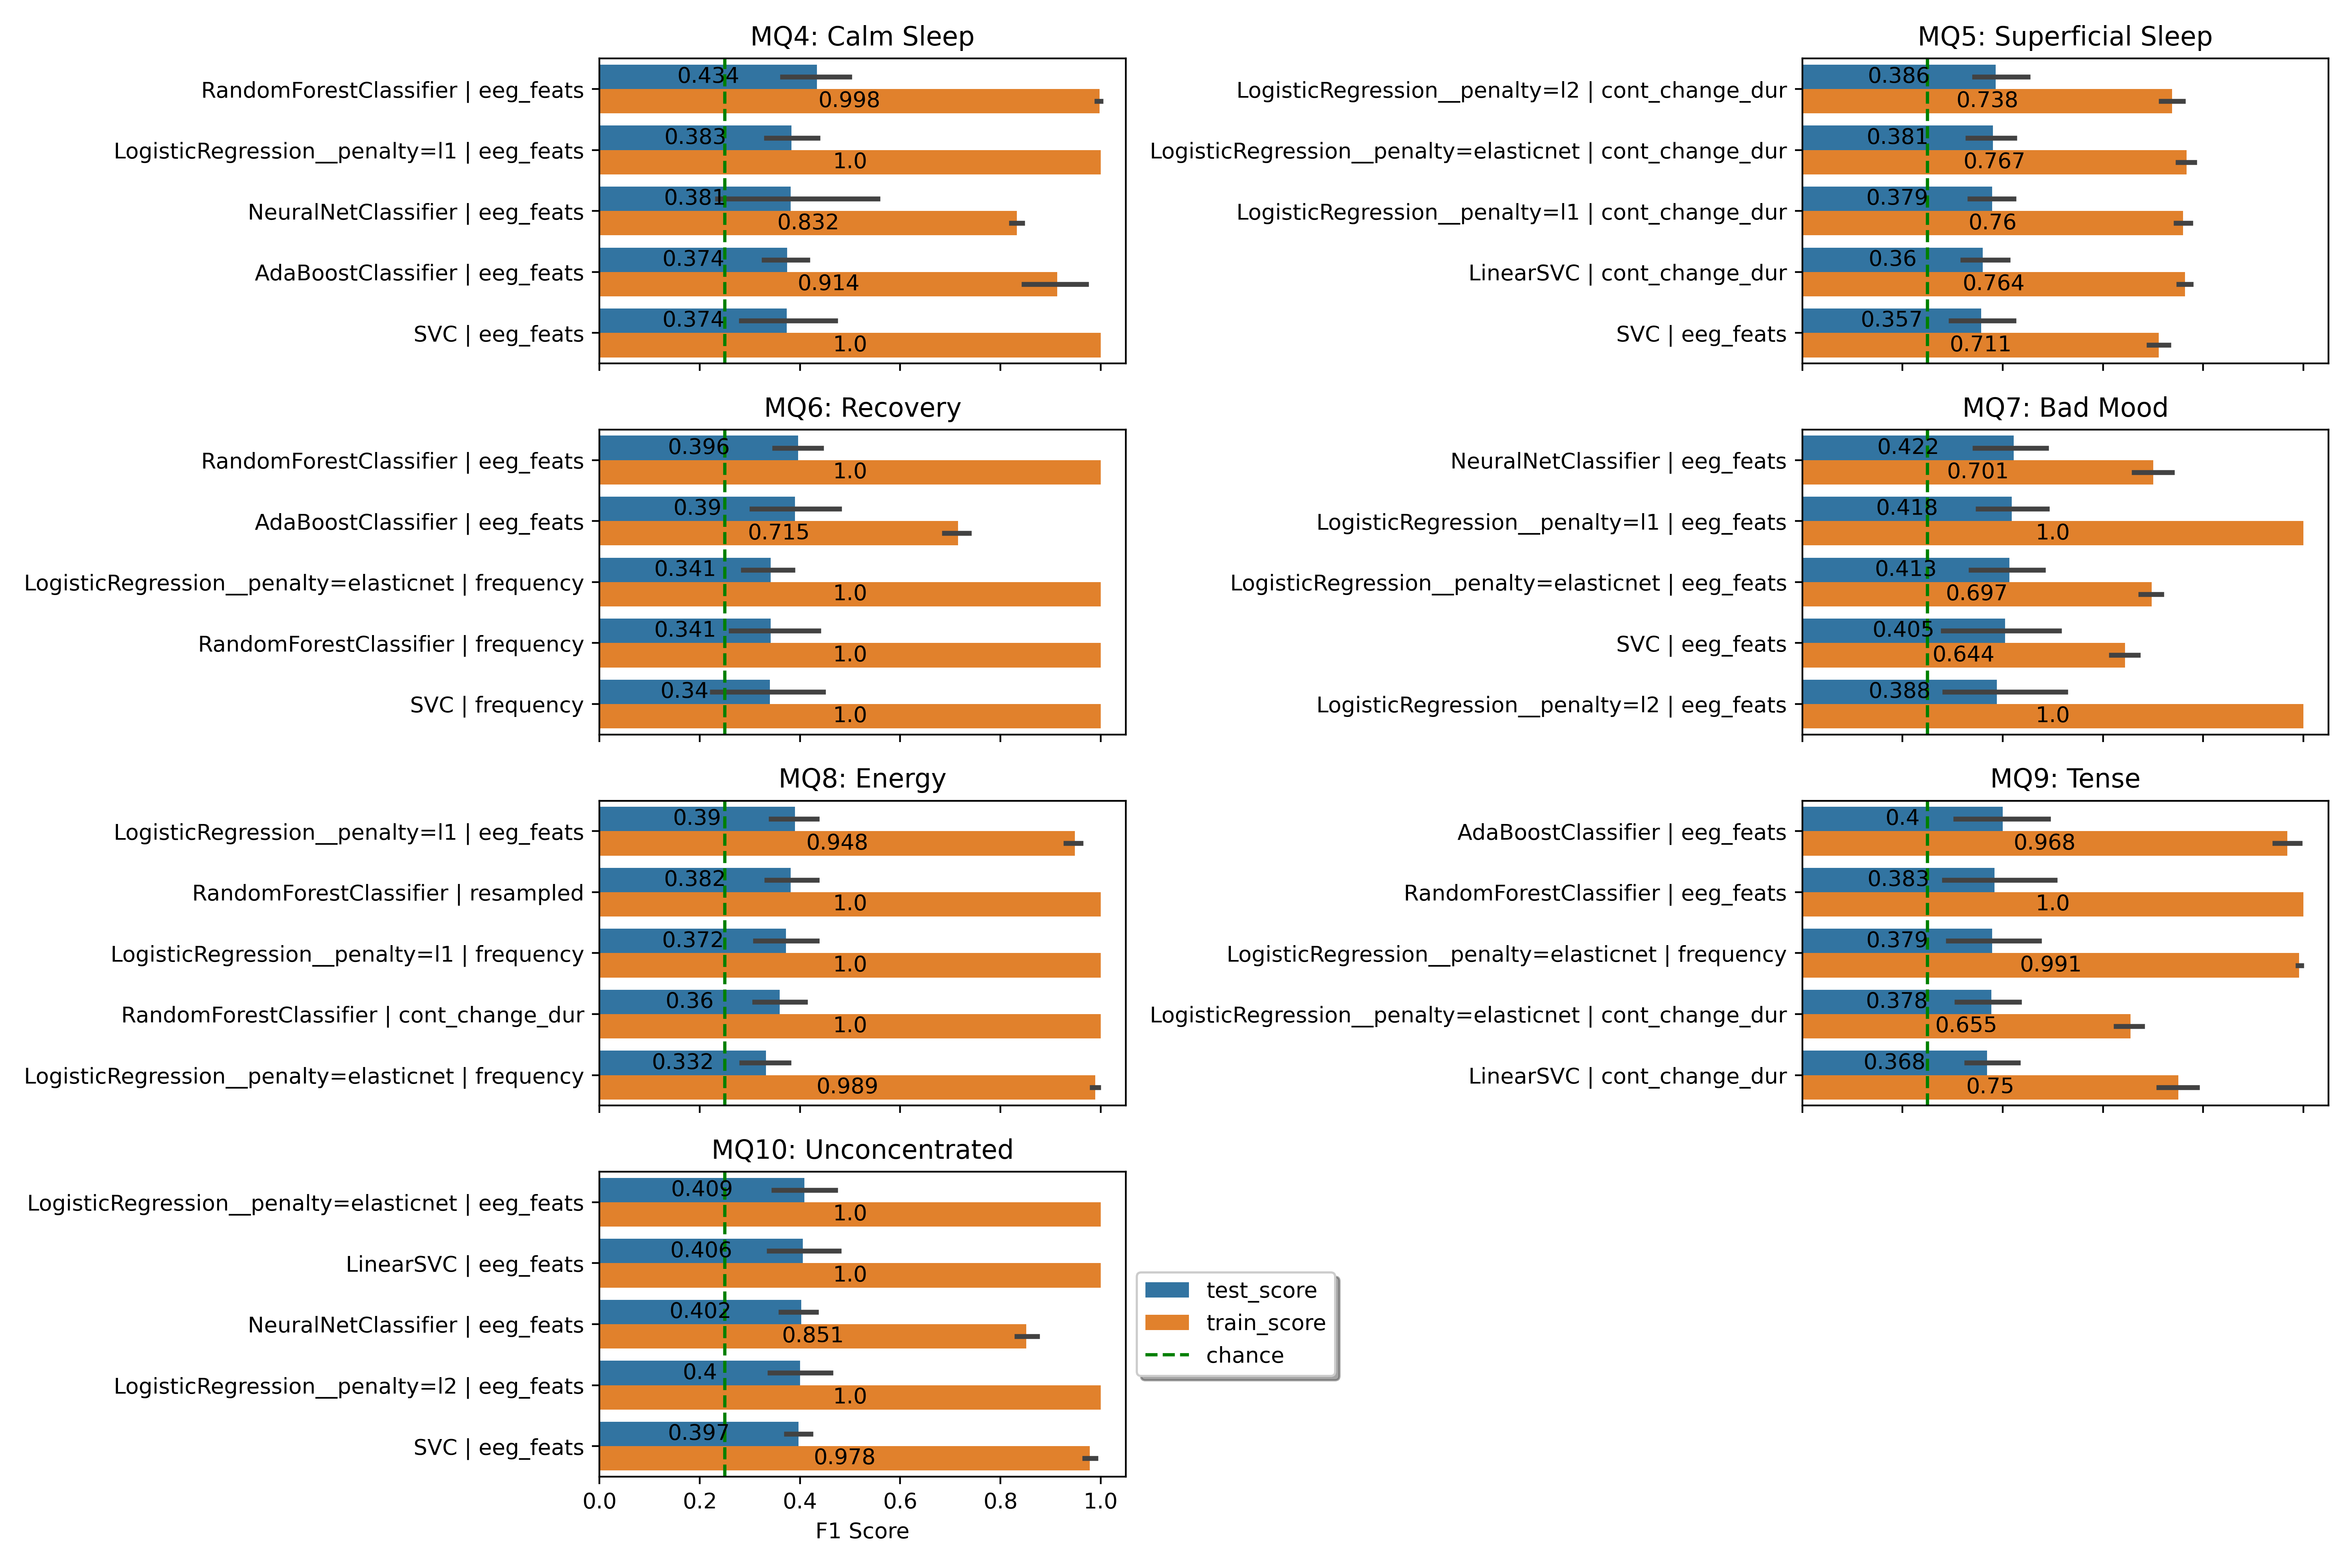 MQ4: Calm Sleep
RandomForestClassifier | eeg_feats
0.434
0.998
LogisticRegression__penalty=l1 | eeg_feats
0.383
1.0
NeuralNetClassifier | eeg_feats
0.381
0.832
AdaBoostClassifier | eeg_feats
0.374
0.914
SVC | eeg_feats
0.374
1.0
MQ5: Superficial Sleep
LogisticRegression__penalty=l2 | cont_change_dur
0.386
0.738
LogisticRegression__penalty=elasticnet | cont_change_dur
0.381
0.767
LogisticRegression__penalty=l1 | cont_change_dur
0.379
0.76
LinearSVC | cont_change_dur
0.36
0.764
SVC | eeg_feats
0.357
0.711
MQ6: Recovery
RandomForestClassifier | eeg_feats
0.396
1.0
AdaBoostClassifier | eeg_feats
0.39
0.715
LogisticRegression__penalty=elasticnet | frequency
0.341
1.0
RandomForestClassifier | frequency
0.341
1.0
SVC | frequency
0.34
1.0
MQ7: Bad Mood
NeuralNetClassifier | eeg_feats
0.422
0.701
LogisticRegression__penalty=l1 | eeg_feats
0.418
1.0
LogisticRegression__penalty=elasticnet | eeg_feats
0.413
0.697
SVC | eeg_feats
0.405
0.644
LogisticRegression__penalty=l2 | eeg_feats
0.388
1.0
MQ8: Energy
LogisticRegression__penalty=l1 | eeg_feats
0.39
0.948
RandomForestClassifier | resampled
0.382
1.0
LogisticRegression__penalty=l1 | frequency
0.372
1.0
RandomForestClassifier | cont_change_dur
0.36
1.0
LogisticRegression__penalty=elasticnet | frequency
0.332
0.989
MQ9: Tense
AdaBoostClassifier | eeg_feats
0.4
0.968
RandomForestClassifier | eeg_feats
0.383
1.0
LogisticRegression__penalty=elasticnet | frequency
0.379
0.991
LogisticRegression__penalty=elasticnet | cont_change_dur
0.378
0.655
LinearSVC | cont_change_dur
0.368
0.75
MQ10: Unconcentrated
LogisticRegression__penalty=elasticnet | eeg_feats
0.409
1.0
LinearSVC | eeg_feats
0.406
1.0
NeuralNetClassifier | eeg_feats
0.402
0.851
LogisticRegression__penalty=l2 | eeg_feats
0.4
1.0
SVC | eeg_feats
0.397
0.978
0.0 0.2 0.4 0.6 0.8 1.0
F1 Score
test_score
train_score
chance